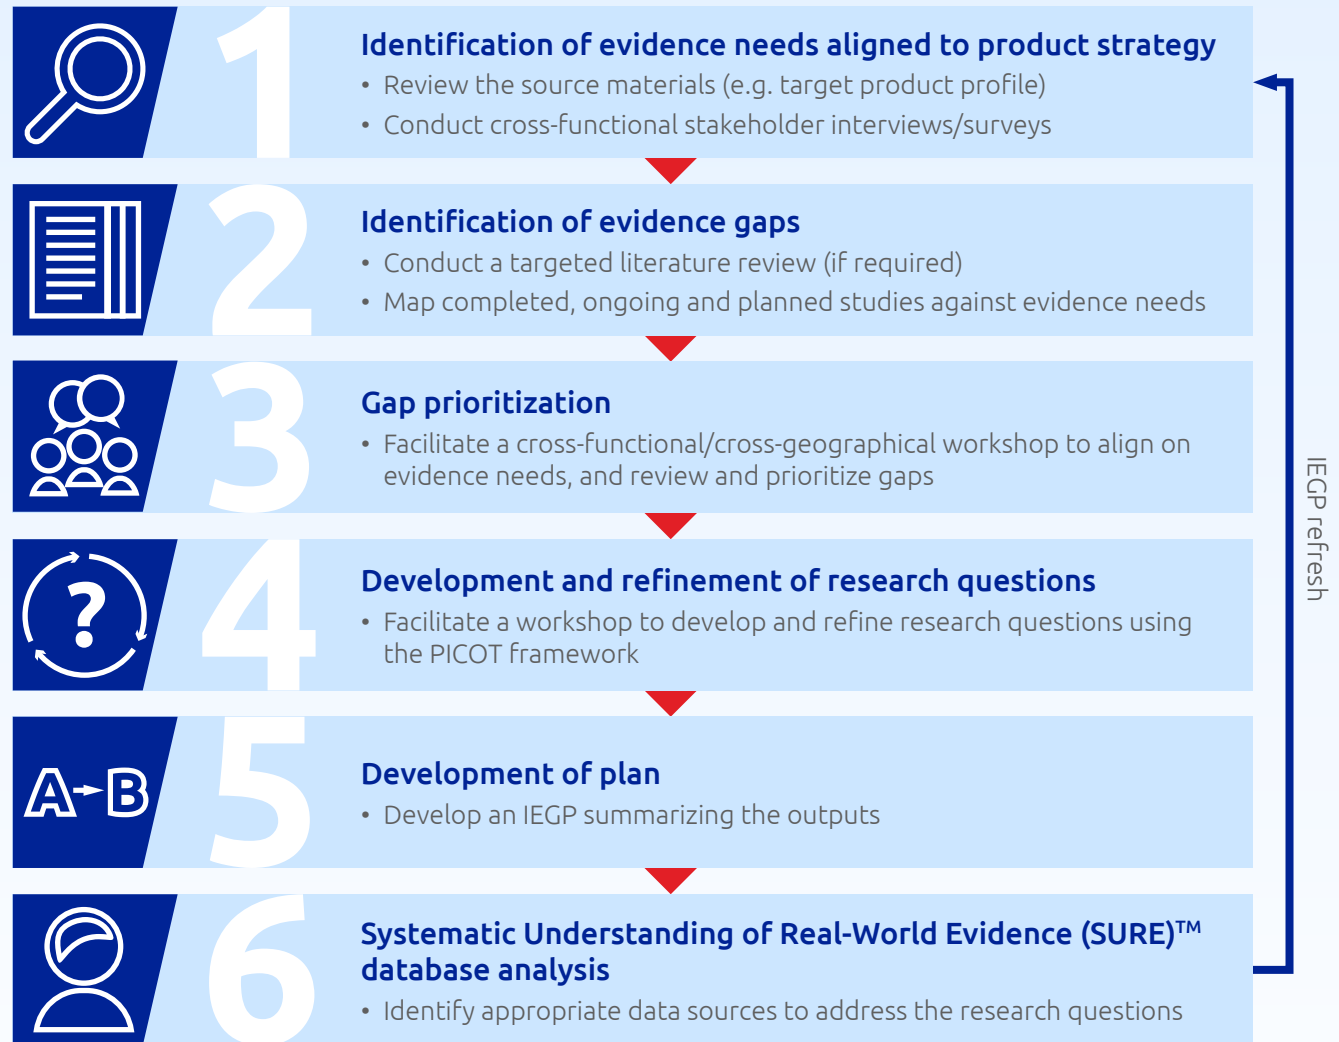 1
Identification of evidence needs aligned to product strategy
• Review the source materials (e.g. target product profile)
• Conduct cross-functional stakeholder interviews/surveys
2
Identification of evidence gaps
• Conduct a targeted literature review (if required)
• Map completed, ongoing and planned studies against evidence needs
3
Gap prioritization
• Facilitate a cross-functional/cross-geographical workshop to align on
evidence needs, and review and prioritize gaps
?
4
Development and refinement of research questions
• Facilitate a workshop to develop and refine research questions using
the PICOT framework
A B
5
Development of plan
• Develop an IEGP summarizing the outputs
6
Systematic Understanding of Real-World Evidence (SURE)™
database analysis
• Identify appropriate data sources to address the research questions
IEGP refresh